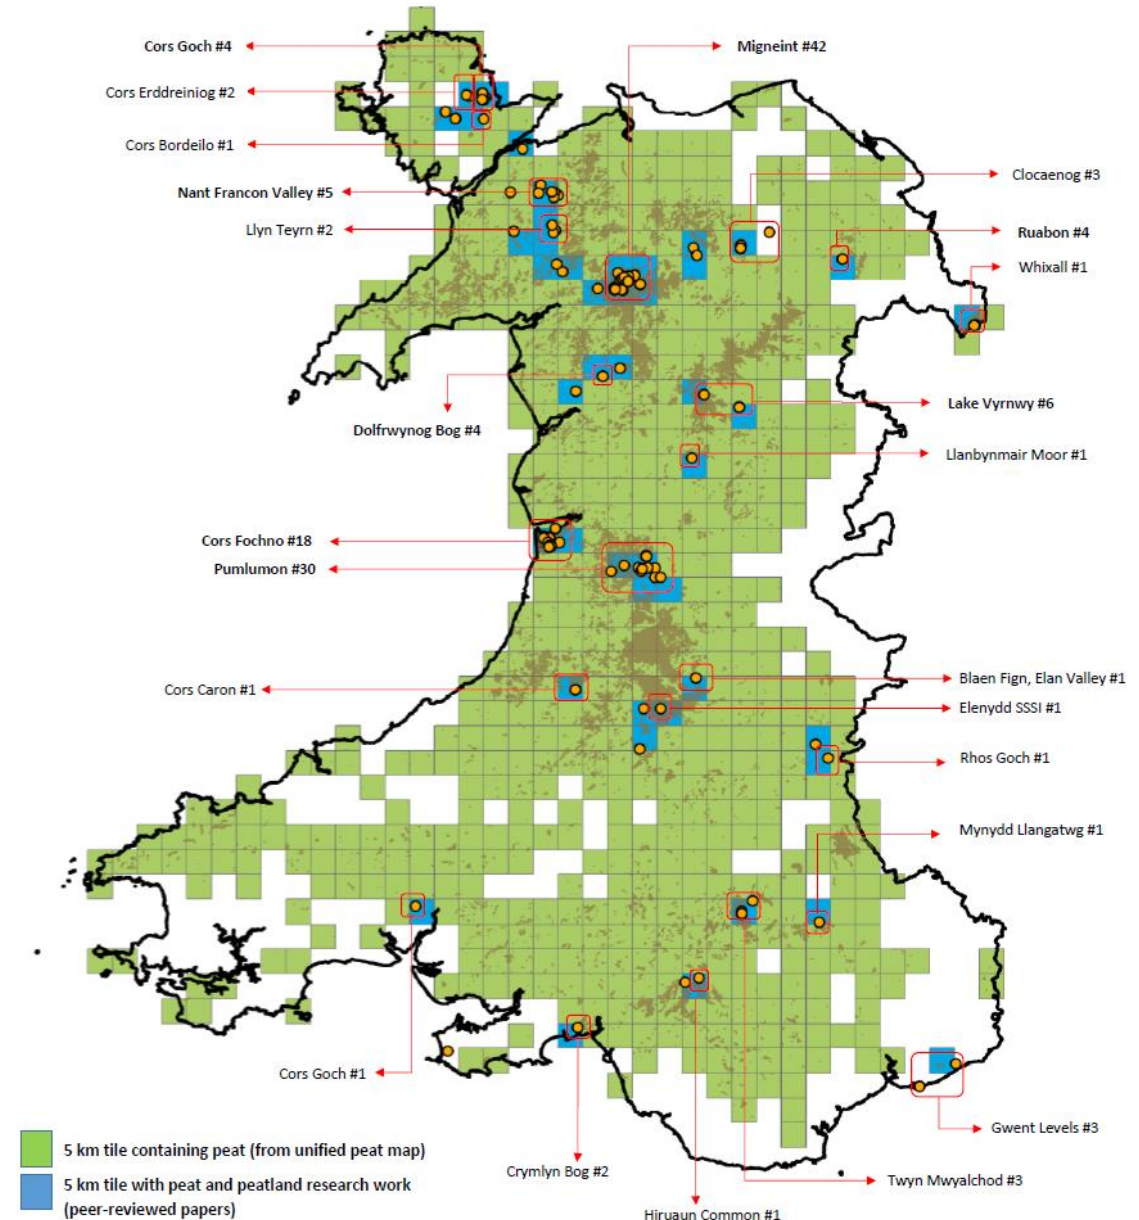 Cors Goch #4
Migneint #42
Cors Erddreiniog #2
Cors Bordeilo #1
Clocaenog #3
Nant Francon Valley #5
Llyn Teyrn #2
Ruabon #4
Whixall #1
Lake Vyrnwy #6
Dolfrwynog Bog #4
Llanbynmair Moor #1
Cors Fochno #18
Pumlumon #30
Cors Caron #1
Blaen Fign, Elan Valley #1
Elenydd SSSI #1
Rhos Goch #1
Mynydd Llangatwg #1
Cors Goch #1
Gwent Levels #3
5 km tile containing peat (from unified peat map)
Crymlyn Bog #2
Twyn Mwyalchod #3
5 km tile with peat and peatland research work
(peer-reviewed papers)
Hiruaun Common #1